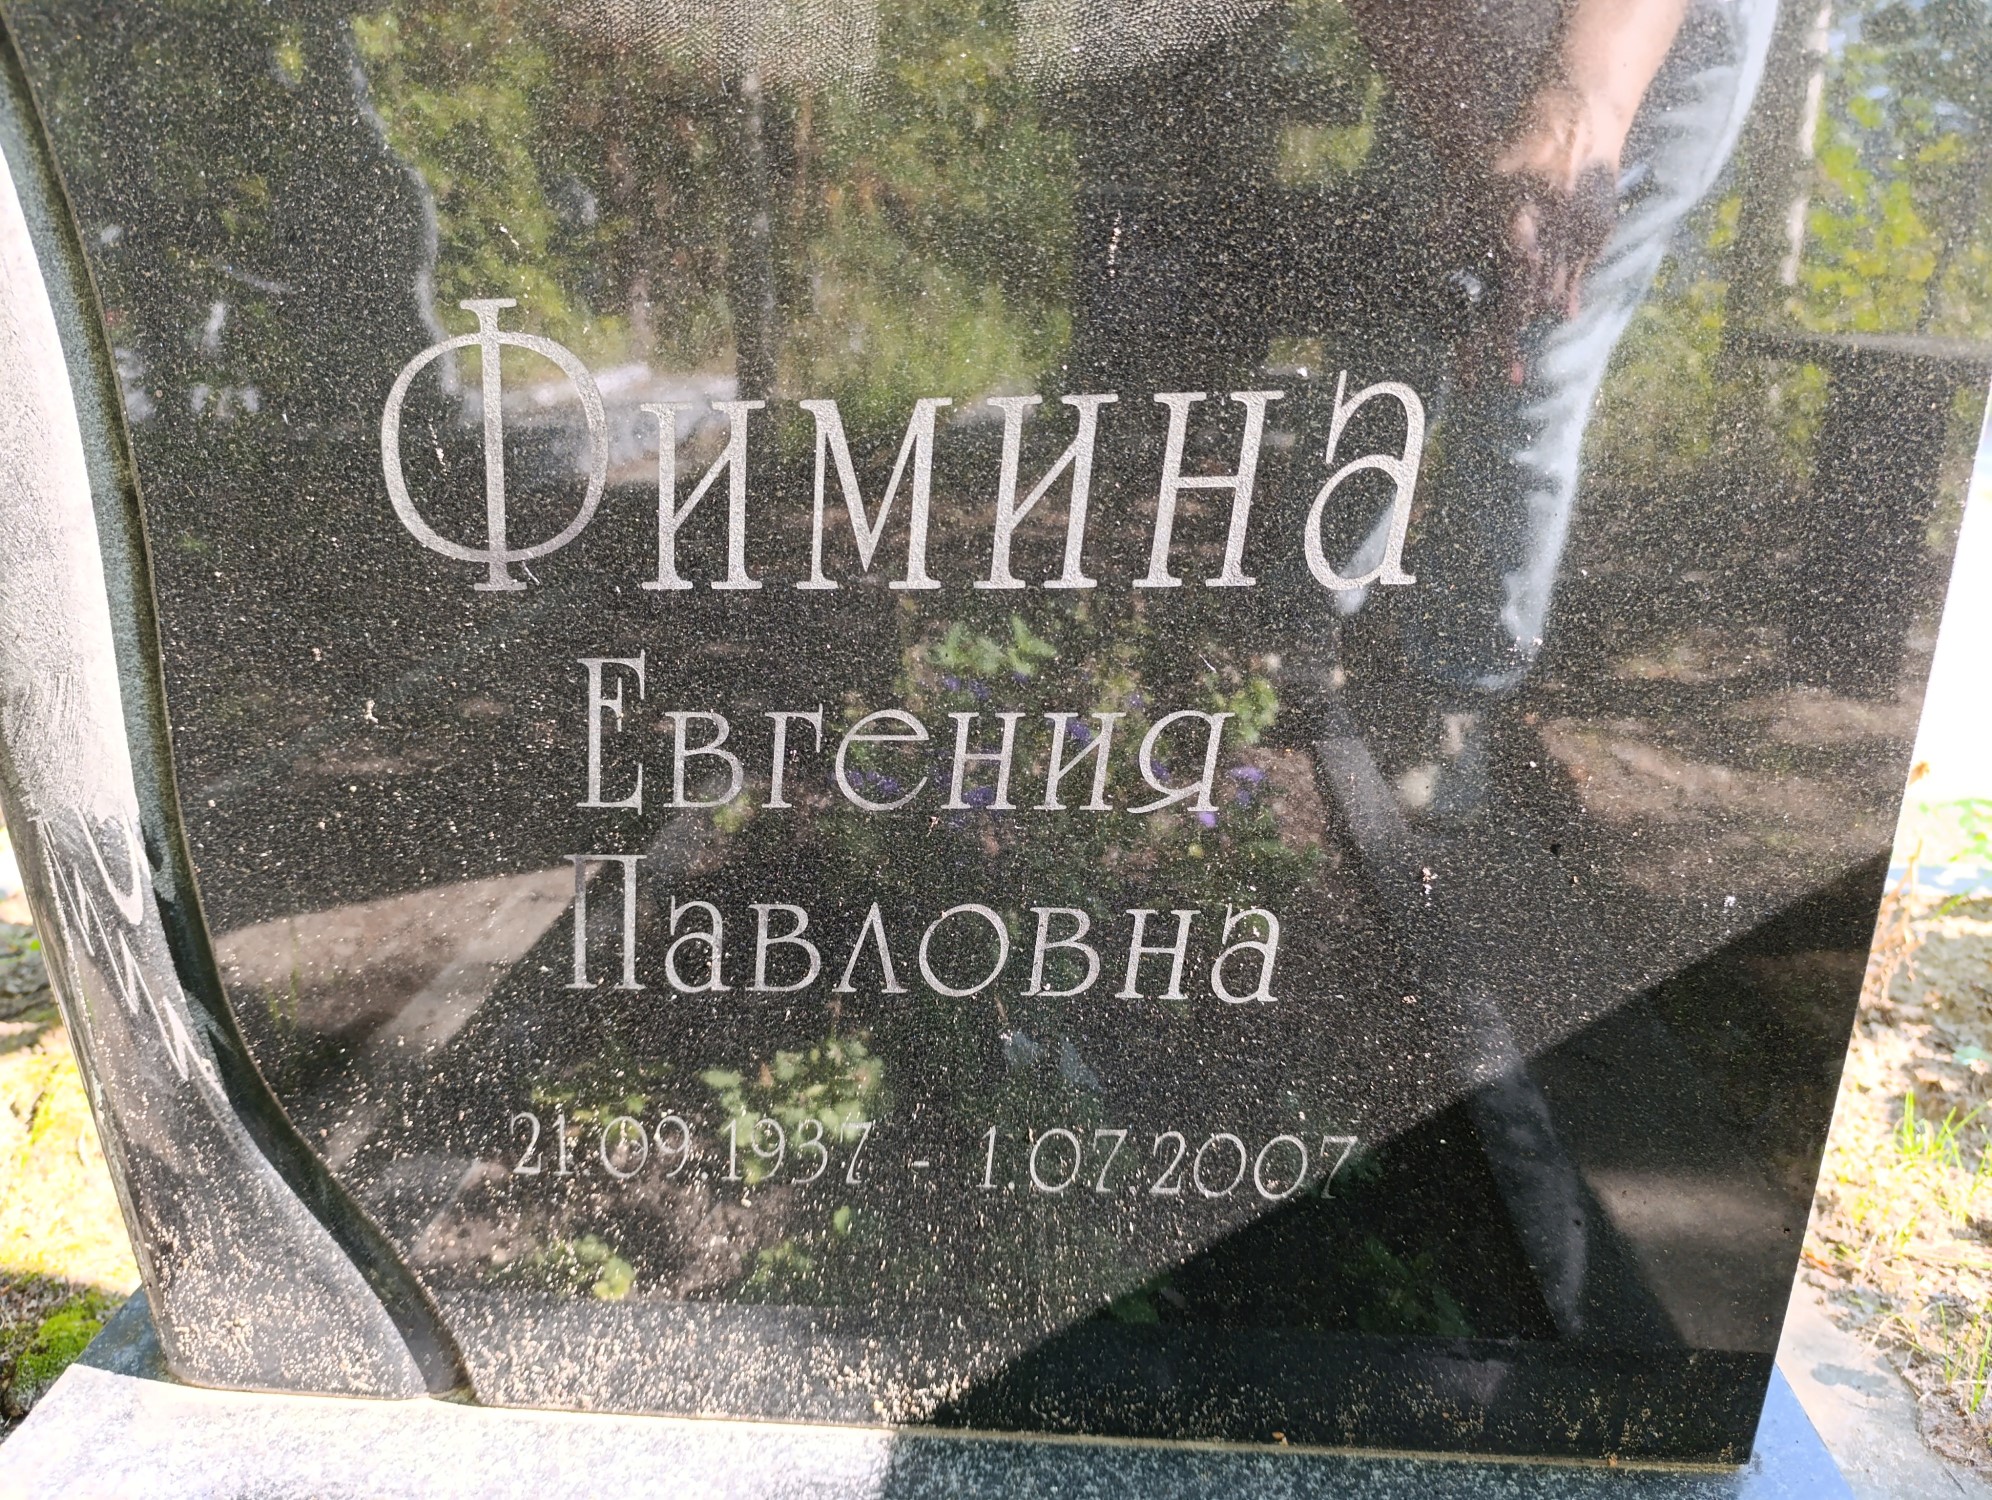 Фимина
Евгения
Павловна
21.09.1937 - 1.07.2007